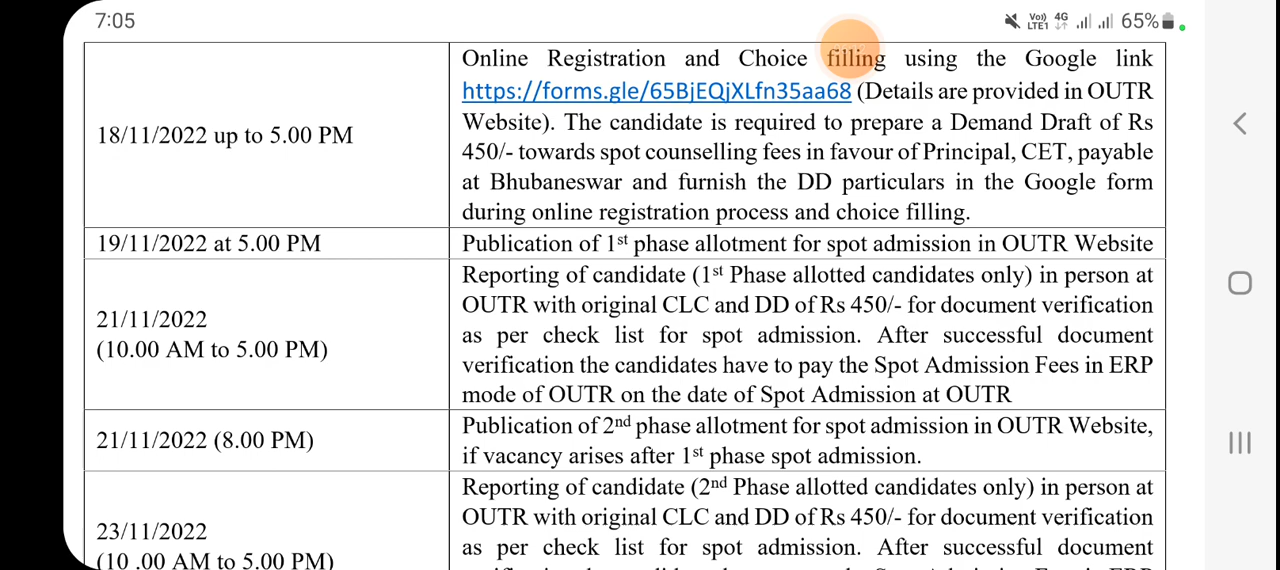 7:05
Vo)) 4G
LTE1 65%
Online Registration and Choice filling using the Google link
https://forms.gle/65BjEQjXLfn35aa68 (Details are provided in OUTR
Website). The candidate is required to prepare a Demand Draft of Rs
18/11/2022 up to 5.00 PM
450/- towards spot counselling fees in favour of Principal, CET, payable
at Bhubaneswar and furnish the DD particulars in the Google form
during online registration process and choice filling.
19/11/2022 at 5.00 PM
Publication of 1st phase allotment for spot admission in OUTR Website
21/11/2022
(10.00 AM to 5.00 PM)
Reporting of candidate (1st Phase allotted candidates only) in person at
OUTR with original CLC and DD of Rs 450/- for document verification
as per check list for spot admission. After successful document
verification the candidates have to pay the Spot Admission Fees in ERP
mode of OUTR on the date of Spot Admission at OUTR
21/11/2022 (8.00 PM)
Publication of 2nd phase allotment for spot admission in OUTR Website,
if vacancy arises after 1st phase spot admission.
23/11/2022
(10 .00 AM to 5.00 PM)
Reporting of candidate (2nd Phase allotted candidates only) in person at
OUTR with original CLC and DD of Rs 450/- for document verification
as per check list for spot admission. After successful document